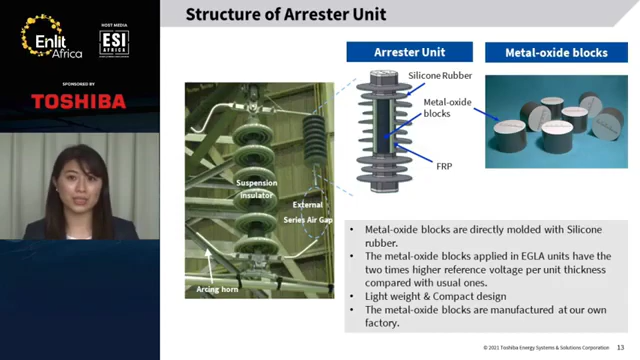 Enlit
Africa
HOST MEDIA
ESI
AFRICA
SPONSORED BY
TOSHIBA
Structure of Arrester Unit
Arrester Unit
Metal-oxide blocks
Silicone Rubber
Metal-oxide
blocks
FRP
Suspension
insulator
External
Series Air Gap
Arcing horn
• Metal-oxide blocks are directly molded with Silicone
rubber.
• The metal-oxide blocks applied in EGLA units have the
two times higher reference voltage per unit thickness
compared with usual ones.
• Light weight & Compact design
• The metal-oxide blocks are manufactured at our own
factory.
© 2021 Toshiba Energy Systems & Solutions Corporation 13